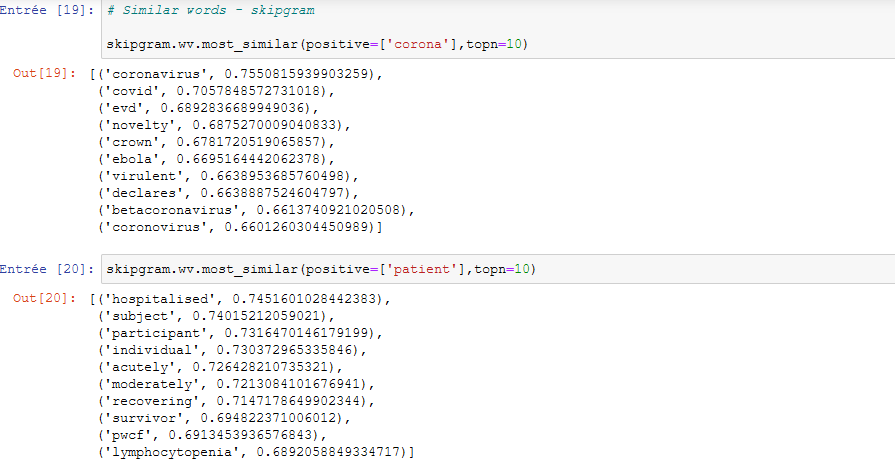 Entrée [19]: # Similar words - skipgram
skipgram.wv.most_similar(positive=['corona'],topn=10)
Out[19]: [('coronavirus', 0.7550815939903259),
('covid', 0.7057848572731018),
('evd', 0.6892836689949036),
('novelty', 0.6875270009040833),
('crown', 0.6781720519065857),
('ebola', 0.6695164442062378),
('virulent', 0.6638953685760498),
('declares', 0.6638887524604797),
('betacoronavirus', 0.6613740921020508),
('coronovirus', 0.6601260304450989)]
Entrée [20]: skipgram.wv.most_similar(positive=['patient'],topn=10)
Out[20]: [('hospitalised', 0.7451601028442383),
('subject', 0.74015212059021),
('participant', 0.7316470146179199),
('individual', 0.730372965335846),
('acutely', 0.726428210735321),
('moderately', 0.7213084101676941),
('recovering', 0.7147178649902344),
('survivor', 0.694822371006012),
('pwcf', 0.6913453936576843),
('lymphocytopenia', 0.6892058849334717)]